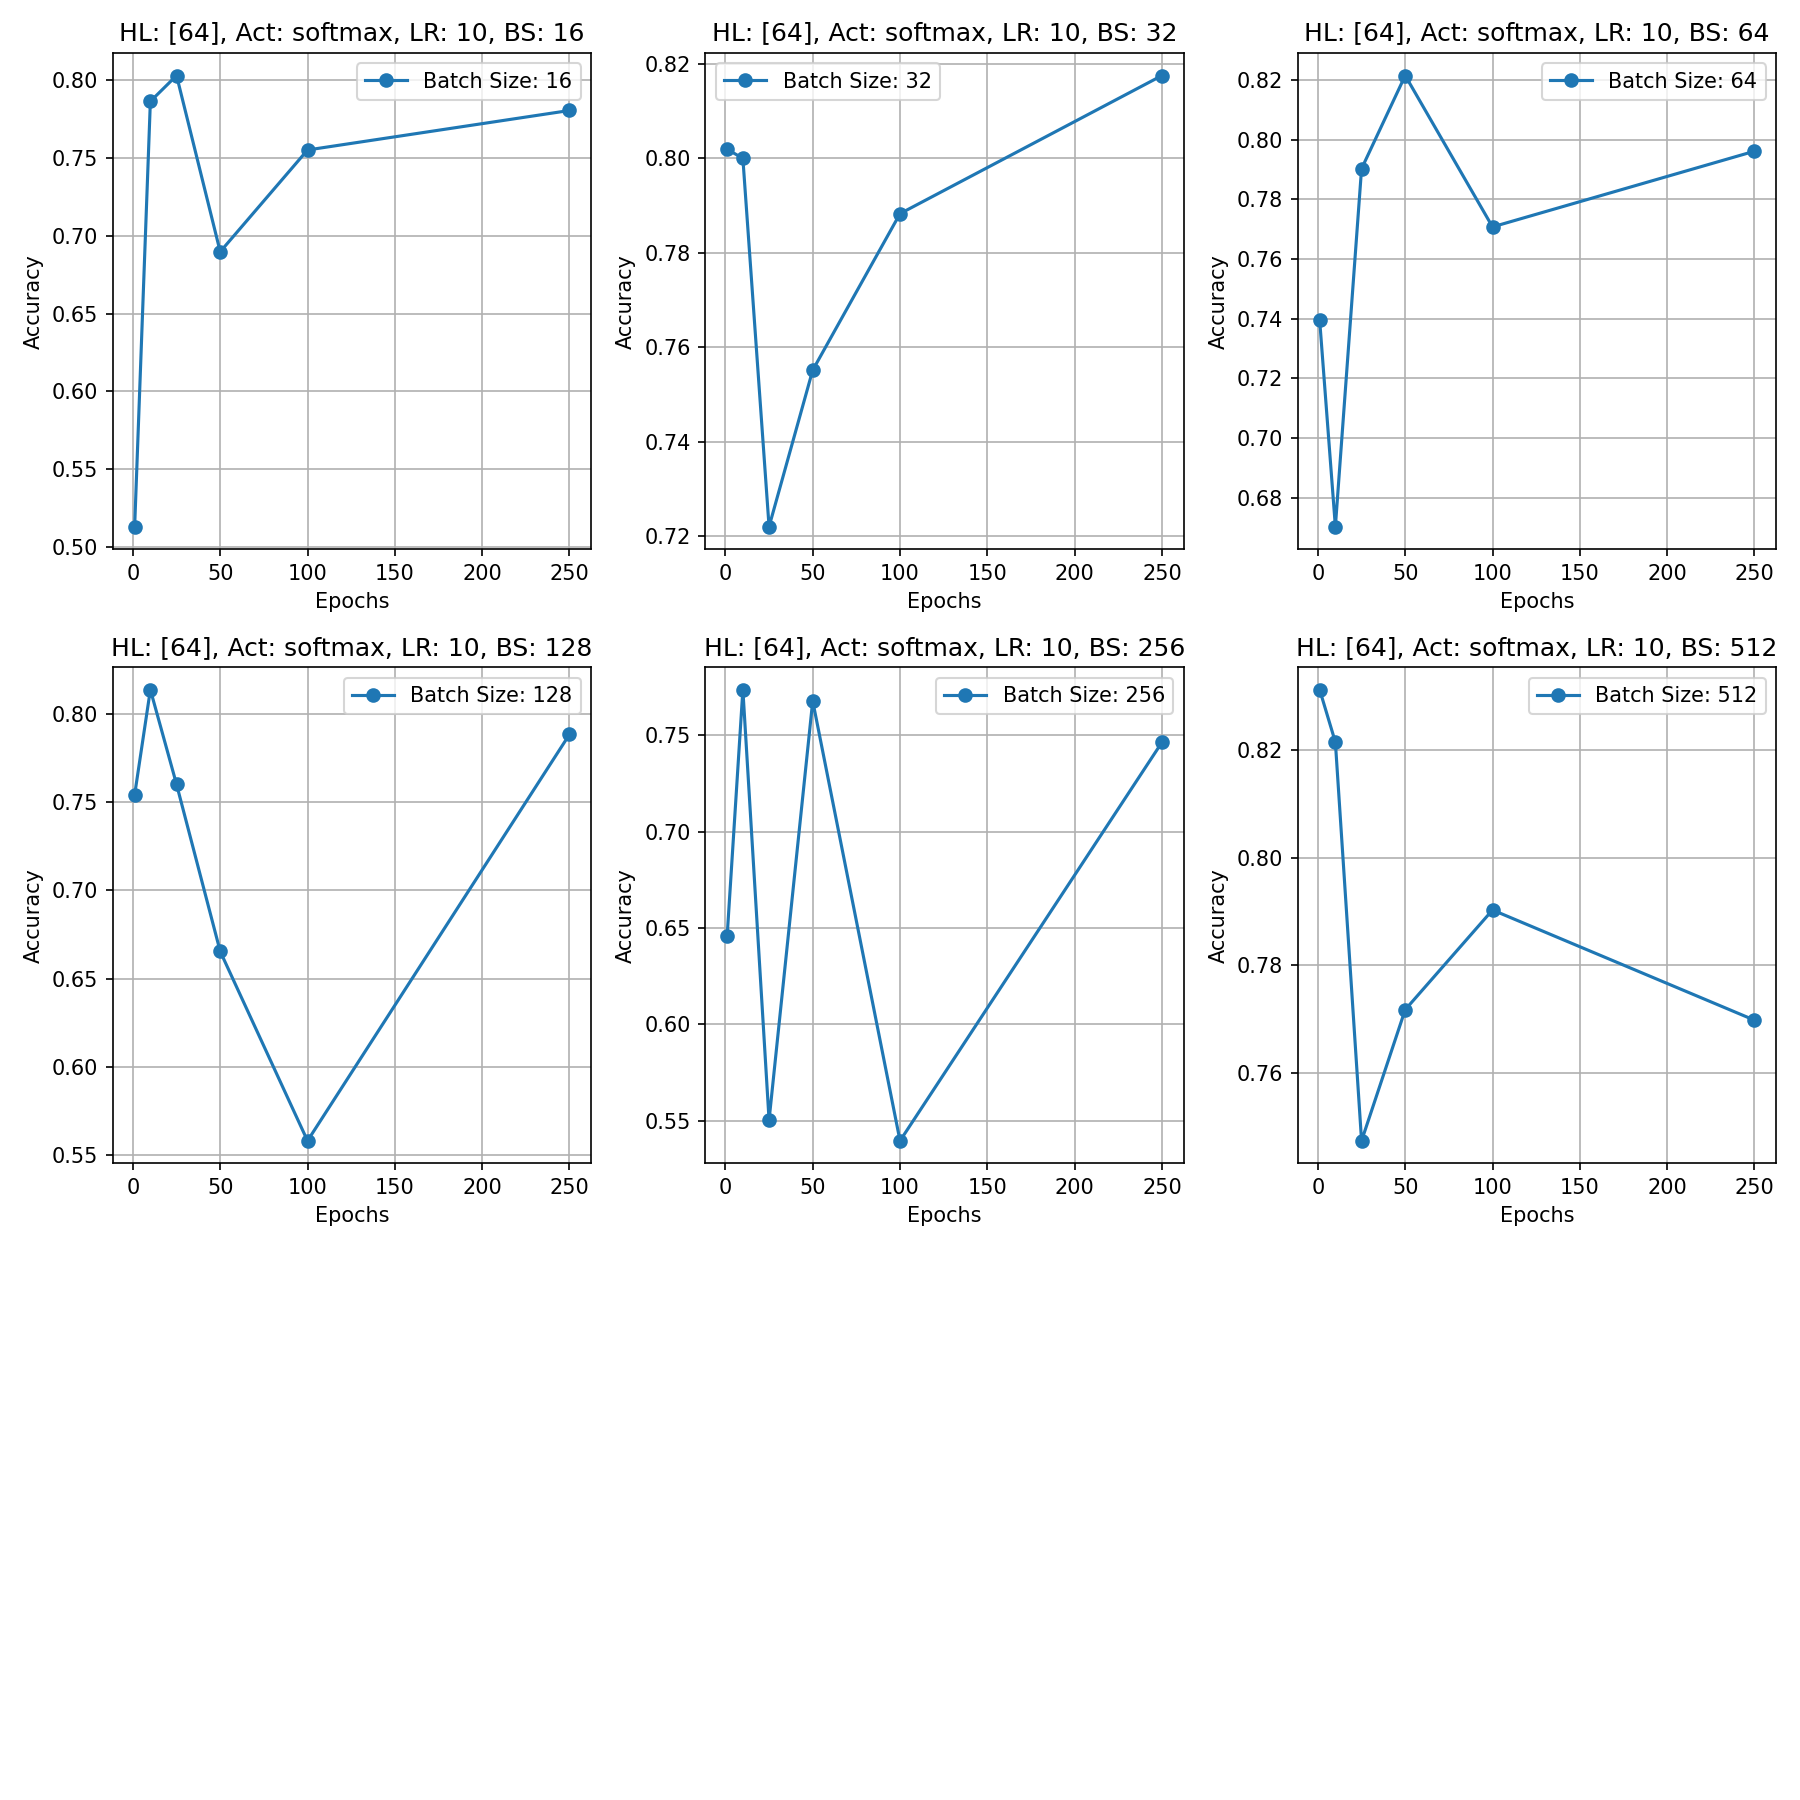 HL: [64], Act: softmax, LR: 10, BS: 16
Batch Size: 16
0.80
0.75
0.70
0.65
0.60
0.55
0.50
Accuracy
0 50 100 150 200 250
Epochs
HL: [64], Act: softmax, LR: 10, BS: 32
Batch Size: 32
0.82
0.80
0.78
0.76
0.74
0.72
Accuracy
0 50 100 150 200 250
Epochs
HL: [64], Act: softmax, LR: 10, BS: 64
Batch Size: 64
0.82
0.80
0.78
0.76
0.74
0.72
0.70
0.68
Accuracy
0 50 100 150 200 250
Epochs
HL: [64], Act: softmax, LR: 10, BS: 128
Batch Size: 128
0.80
0.75
0.70
0.65
0.60
0.55
Accuracy
0 50 100 150 200 250
Epochs
HL: [64], Act: softmax, LR: 10, BS: 256
Batch Size: 256
0.75
0.70
0.65
0.60
0.55
Accuracy
0 50 100 150 200 250
Epochs
HL: [64], Act: softmax, LR: 10, BS: 512
Batch Size: 512
0.82
0.80
0.78
0.76
Accuracy
0 50 100 150 200 250
Epochs